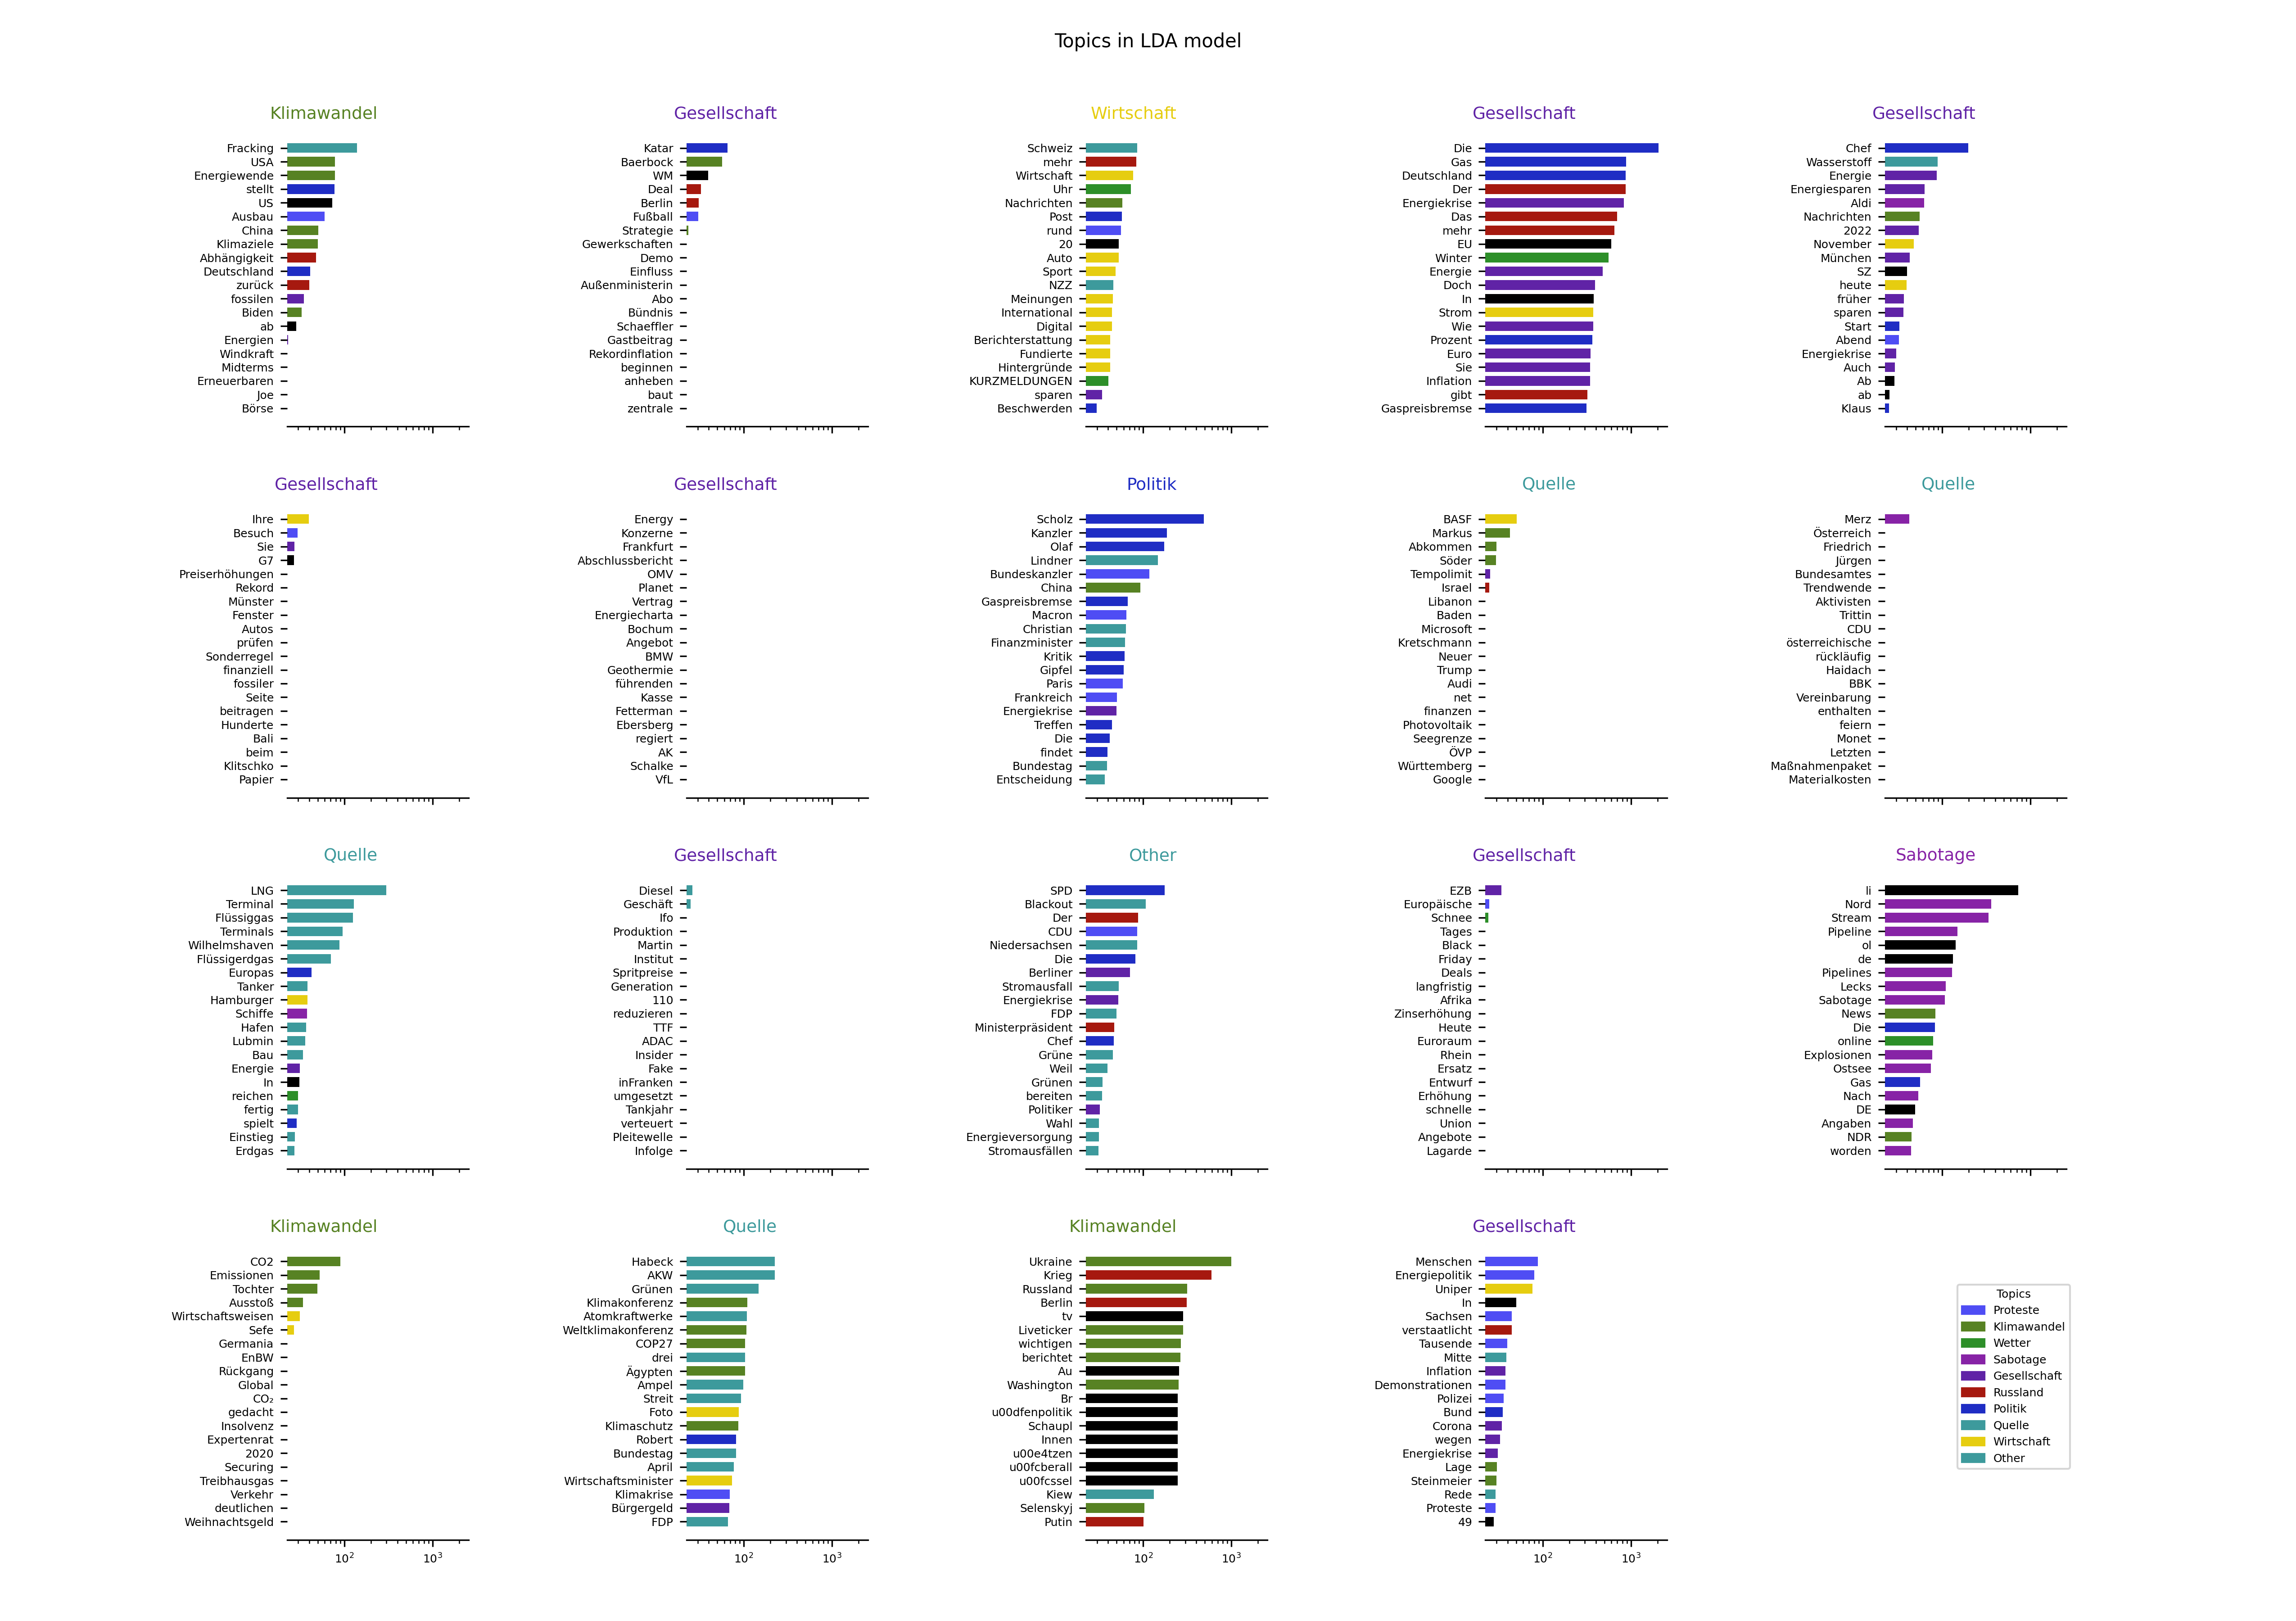 Topics in LDA model
Klimawandel
Fracking
USA
Energiewende
stellt
US
Ausbau
China
Klimaziele
Abhängigkeit
Deutschland
zurück
fossilen
Biden
ab
Energien
Windkraft
Midterms
Erneuerbaren
Joe
Börse
Gesellschaft
Katar
Baerbock
WM
Deal
Berlin
Fußball
Strategie
Gewerkschaften
Demo
Einfluss
Außenministerin
Abo
Bündnis
Schaeffler
Gastbeitrag
Rekordinflation
beginnen
anheben
baut
zentrale
Wirtschaft
Schweiz
mehr
Wirtschaft
Uhr
Nachrichten
Post
rund
20
Auto
Sport
NZZ
Meinungen
International
Digital
Berichterstattung
Fundierte
Hintergründe
KURZMELDUNGEN
sparen
Beschwerden
Gesellschaft
Die
Gas
Deutschland
Der
Energiekrise
Das
mehr
EU
Winter
Energie
Doch
In
Strom
Wie
Prozent
Euro
Sie
Inflation
gibt
Gaspreisbremse
Gesellschaft
Chef
Wasserstoff
Energie
Energiesparen
Aldi
Nachrichten
2022
November
München
SZ
heute
früher
sparen
Start
Abend
Energiekrise
Auch
Ab
ab
Klaus
Gesellschaft
Ihre
Besuch
Sie
G7
Preiserhöhungen
Rekord
Münster
Fenster
Autos
prüfen
Sonderregel
finanziell
fossiler
Seite
beitragen
Hunderte
Bali
beim
Klitschko
Papier
Gesellschaft
Energy
Konzerne
Frankfurt
Abschlussbericht
OMV
Planet
Vertrag
Energiecharta
Bochum
Angebot
BMW
Geothermie
führenden
Kasse
Fetterman
Ebersberg
regiert
AK
Schalke
VfL
Politik
Scholz
Kanzler
Olaf
Lindner
Bundeskanzler
China
Gaspreisbremse
Macron
Christian
Finanzminister
Kritik
Gipfel
Paris
Frankreich
Energiekrise
Treffen
Die
findet
Bundestag
Entscheidung
Quelle
BASF
Markus
Abkommen
Söder
Tempolimit
Israel
Libanon
Baden
Microsoft
Kretschmann
Neuer
Trump
Audi
net
finanzen
Photovoltaik
Seegrenze
ÖVP
Württemberg
Google
Quelle
Merz
Österreich
Friedrich
Jürgen
Bundesamtes
Trendwende
Aktivisten
Trittin
CDU
österreichische
rückläufig
Haidach
BBK
Vereinbarung
enthalten
feiern
Monet
Letzten
Maßnahmenpaket
Materialkosten
Quelle
LNG
Terminal
Flüssiggas
Terminals
Wilhelmshaven
Flüssigerdgas
Europas
Tanker
Hamburger
Schiffe
Hafen
Lubmin
Bau
Energie
In
reichen
fertig
spielt
Einstieg
Erdgas
Gesellschaft
Diesel
Geschäft
Ifo
Produktion
Martin
Institut
Spritpreise
Generation
110
reduzieren
TTF
ADAC
Insider
Fake
inFranken
umgesetzt
Tankjahr
verteuert
Pleitewelle
Infolge
Other
SPD
Blackout
Der
CDU
Niedersachsen
Die
Berliner
Stromausfall
Energiekrise
FDP
Ministerpräsident
Chef
Grüne
Weil
Grünen
bereiten
Politiker
Wahl
Energieversorgung
Stromausfällen
Gesellschaft
EZB
Europäische
Schnee
Tages
Black
Friday
Deals
langfristig
Afrika
Zinserhöhung
Heute
Euroraum
Rhein
Ersatz
Entwurf
Erhöhung
schnelle
Union
Angebote
Lagarde
Sabotage
li
Nord
Stream
Pipeline
ol
de
Pipelines
Lecks
Sabotage
News
Die
online
Explosionen
Ostsee
Gas
Nach
DE
Angaben
NDR
worden
Klimawandel
CO2
Emissionen
Tochter
Ausstoß
Wirtschaftsweisen
Sefe
Germania
EnBW
Rückgang
Global
CO₂
gedacht
Insolvenz
Expertenrat
2020
Securing
Treibhausgas
Verkehr
deutlichen
Weihnachtsgeld
10² 10³
Quelle
Habeck
AKW
Grünen
Klimakonferenz
Atomkraftwerke
Weltklimakonferenz
COP27
drei
Ägypten
Ampel
Streit
Foto
Klimaschutz
Robert
Bundestag
April
Wirtschaftsminister
Klimakrise
Bürgergeld
FDP
10² 10³
Klimawandel
Ukraine
Krieg
Russland
Berlin
tv
Liveticker
wichtigen
berichtet
Au
Washington
Br
u00dfenpolitik
Schaupl
Innen
u00e4tzen
u00fcberall
u00fcssel
Kiew
Selenskyj
Putin
10² 10³
Gesellschaft
Menschen
Energiepolitik
Uniper
In
Sachsen
verstaatlicht
Tausende
Mitte
Inflation
Demonstrationen
Polizei
Bund
Corona
wegen
Energiekrise
Lage
Steinmeier
Rede
Proteste
49
10² 10³
Topics
Proteste
Klimawandel
Wetter
Sabotage
Gesellschaft
Russland
Politik
Quelle
Wirtschaft
Other